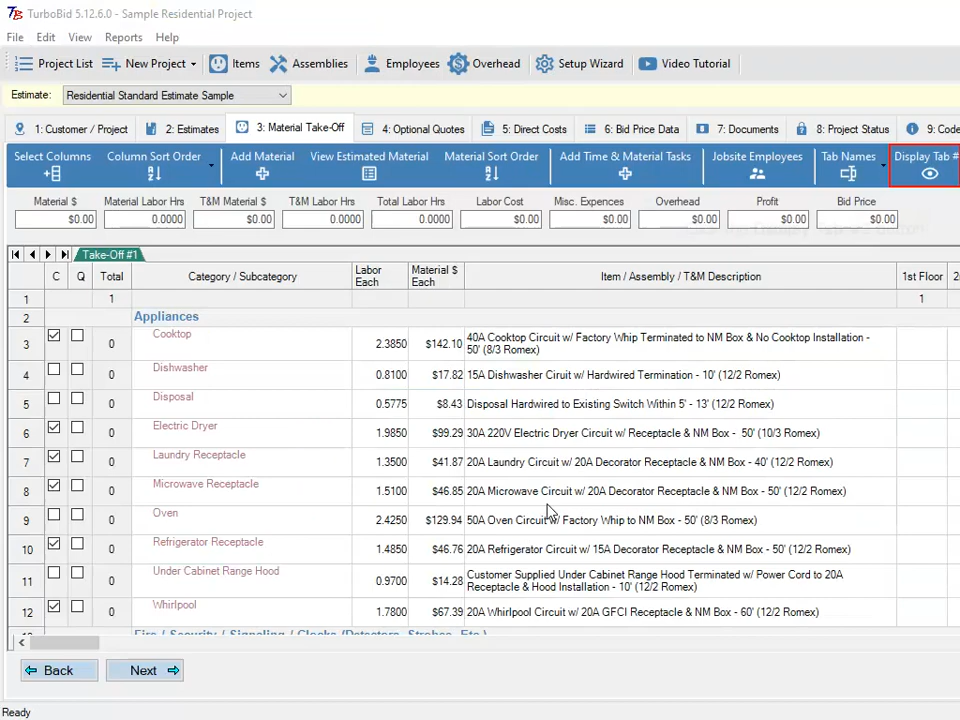 TurboBid 5.12.6.0 - Sample Residential Project
File Edit View Reports Help
Project List New Project Items Assemblies Employees Overhead Setup Wizard Video Tutorial
Estimate: Residential Standard Estimate Sample
1: Customer / Project 2: Estimates 3: Material Take-Off 4: Optional Quotes 5: Direct Costs 6: Bid Price Data 7: Documents 8: Project Status 9: Code
Select Columns Column Sort Order Add Material View Estimated Material Material Sort Order Add Time & Material Tasks Jobsite Employees Tab Names Display Tab #
Material $ Material Labor Hrs T&M Material $ T&M Labor Hrs Total Labor Hrs Labor Cost Misc. Expenses Overhead Profit Bid Price
$0.00 0.0000 $0.00 0.0000 0.0000 $0.00 $0.00 $0.00 $0.00 $0.00
Take-Off #1
C Q Total Category / Subcategory Labor Each Material $ Each Item / Assembly / T&M Description 1st Floor
1 1 1
2 Appliances
3 0 Cooktop 2.3850 $142.10 40A Cooktop Circuit w/ Factory Whip Terminated to NM Box & No Cooktop Installation -
50' (8/3 Romex)
4 0 Dishwasher 0.8100 $17.82 15A Dishwasher Ciruit w/ Hardwired Termination - 10' (12/2 Romex)
5 0 Disposal 0.5775 $8.43 Disposal Hardwired to Existing Switch Within 5' - 13' (12/2 Romex)
6 0 Electric Dryer 1.9850 $99.29 30A 220V Electric Dryer Circuit w/ Receptacle & NM Box - 50' (10/3 Romex)
7 0 Laundry Receptacle 1.3500 $41.87 20A Laundry Circuit w/ 20A Decorator Receptacle & NM Box - 40' (12/2 Romex)
8 0 Microwave Receptacle 1.5100 $46.85 20A Microwave Circuit w/ 20A Decorator Receptacle & NM Box - 50' (12/2 Romex)
9 0 Oven 2.4250 $129.94 50A Oven Circuit w/ Factory Whip to NM Box - 50' (8/3 Romex)
10 0 Refrigerator Receptacle 1.4850 $46.76 20A Refrigerator Circuit w/ 15A Decorator Receptacle & NM Box - 50' (12/2 Romex)
11 0 Under Cabinet Range Hood 0.9700 $14.28 Customer Supplied Under Cabinet Range Hood Terminated w/ Power Cord to 20A
Receptacle & Hood Installation - 10' (12/2 Romex)
12 0 Whirlpool 1.7800 $67.39 20A Whirlpool Circuit w/ 20A GFCI Receptacle & NM Box - 60' (12/2 Romex)
Fire / Security / Signaling / Clocks (Detectors, Strobes, Etc.)
Back Next
Ready